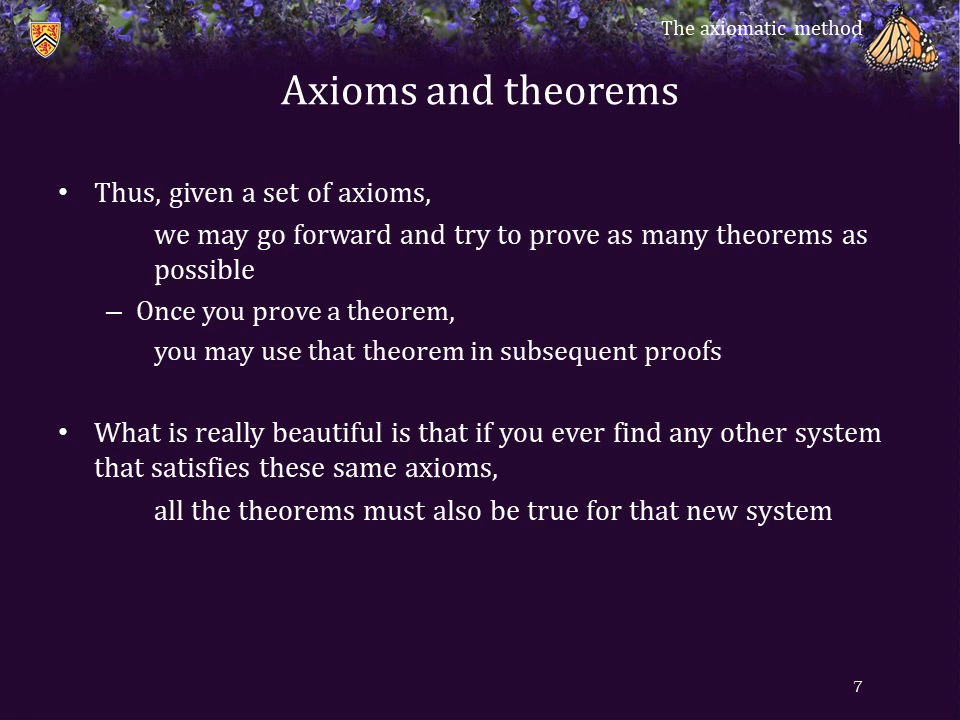 The axiomatic method
Axioms and theorems
• Thus, given a set of axioms,
we may go forward and try to prove as many theorems as
possible
– Once you prove a theorem,
you may use that theorem in subsequent proofs
• What is really beautiful is that if you ever find any other system
that satisfies these same axioms,
all the theorems must also be true for that new system
7